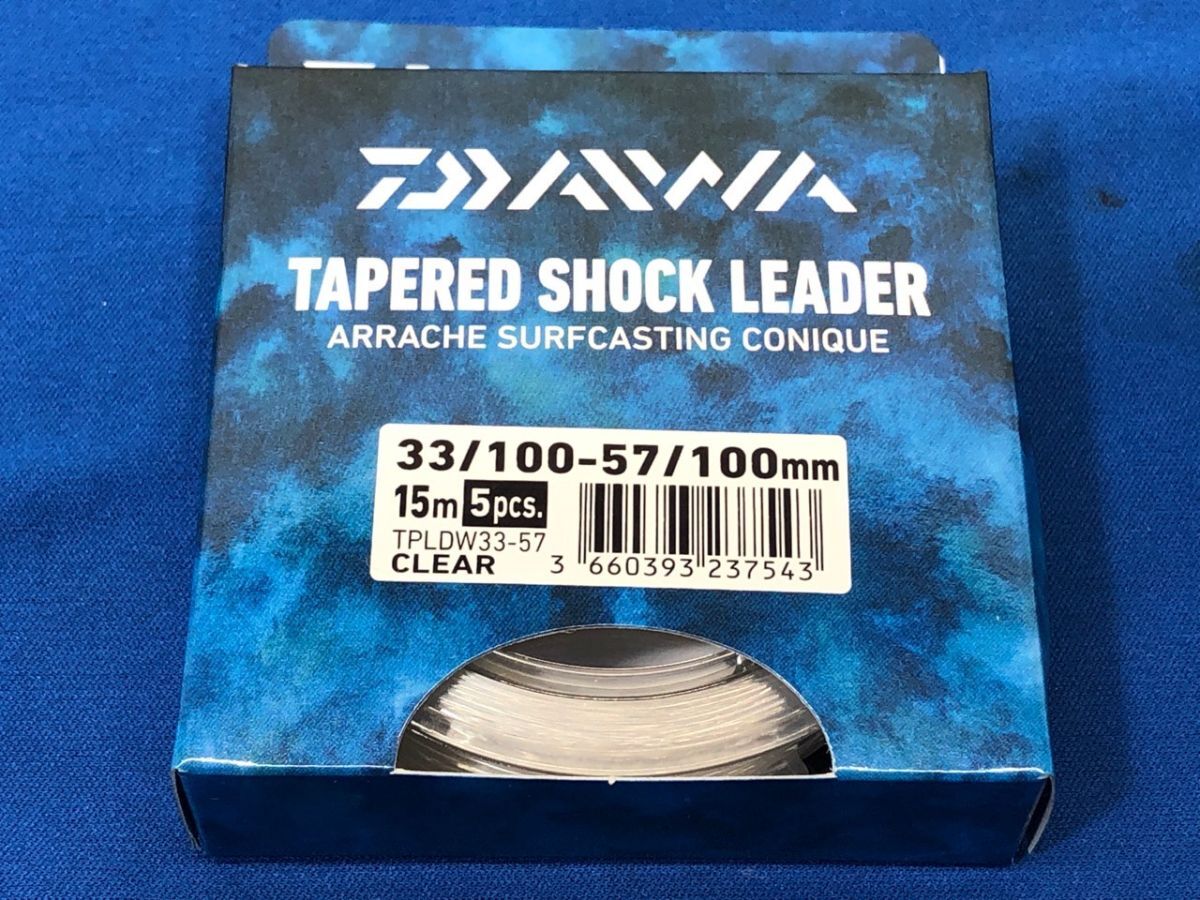 DAIWA
TAPERED SHOCK LEADER
ARRACHE SURFCASTING CONIQUE
33/100-57/100mm
15m 5pcs.
TPLDW33-57
CLEAR
3 660393 237543